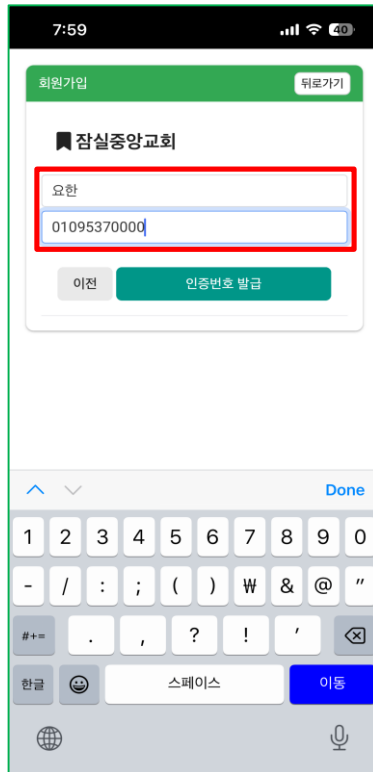 7:59
40
회원가입
뒤로가기
잠실중앙교회
요한
01095370000
이전
인증번호 발급
Done
1 2 3 4 5 6 7 8 9 0
- / : ; ( ) ₩ & @ "
#+= . , ? ! '
한글 스페이스 이동